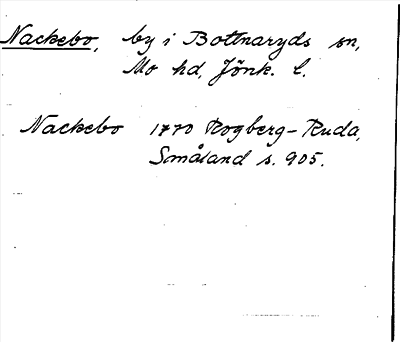 Nackebo, by i Bottnaryds sn,
Mo hd, Jönk. l.
Nackebo 1770 Rogberg-Ruda,
Småland s. 905.